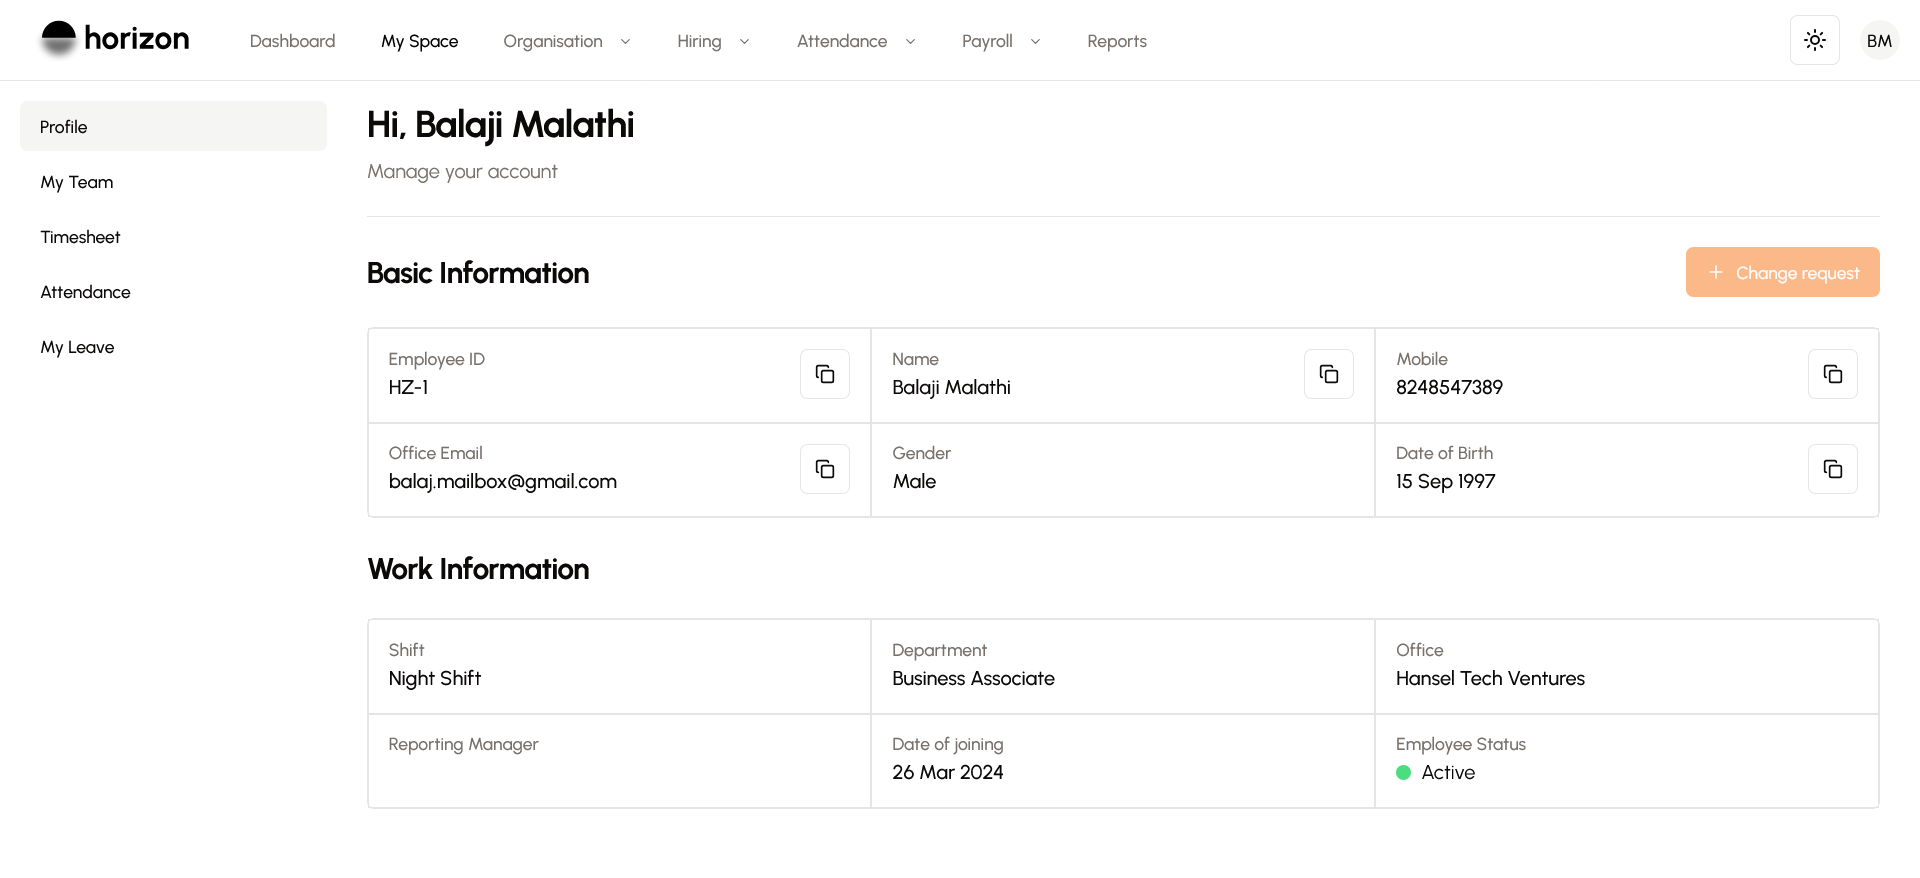 horizon
Dashboard My Space Organisation Hiring Attendance Payroll Reports BM
Profile
My Team
Timesheet
Attendance
My Leave
Hi, Balaji Malathi
Manage your account
Basic Information
Change request
Employee ID
HZ-1
Name
Balaji Malathi
Mobile
8248547389
Office Email
balaj.mailbox@gmail.com
Gender
Male
Date of Birth
15 Sep 1997
Work Information
Shift
Night Shift
Department
Business Associate
Office
Hansel Tech Ventures
Reporting Manager
Date of joining
26 Mar 2024
Employee Status
Active